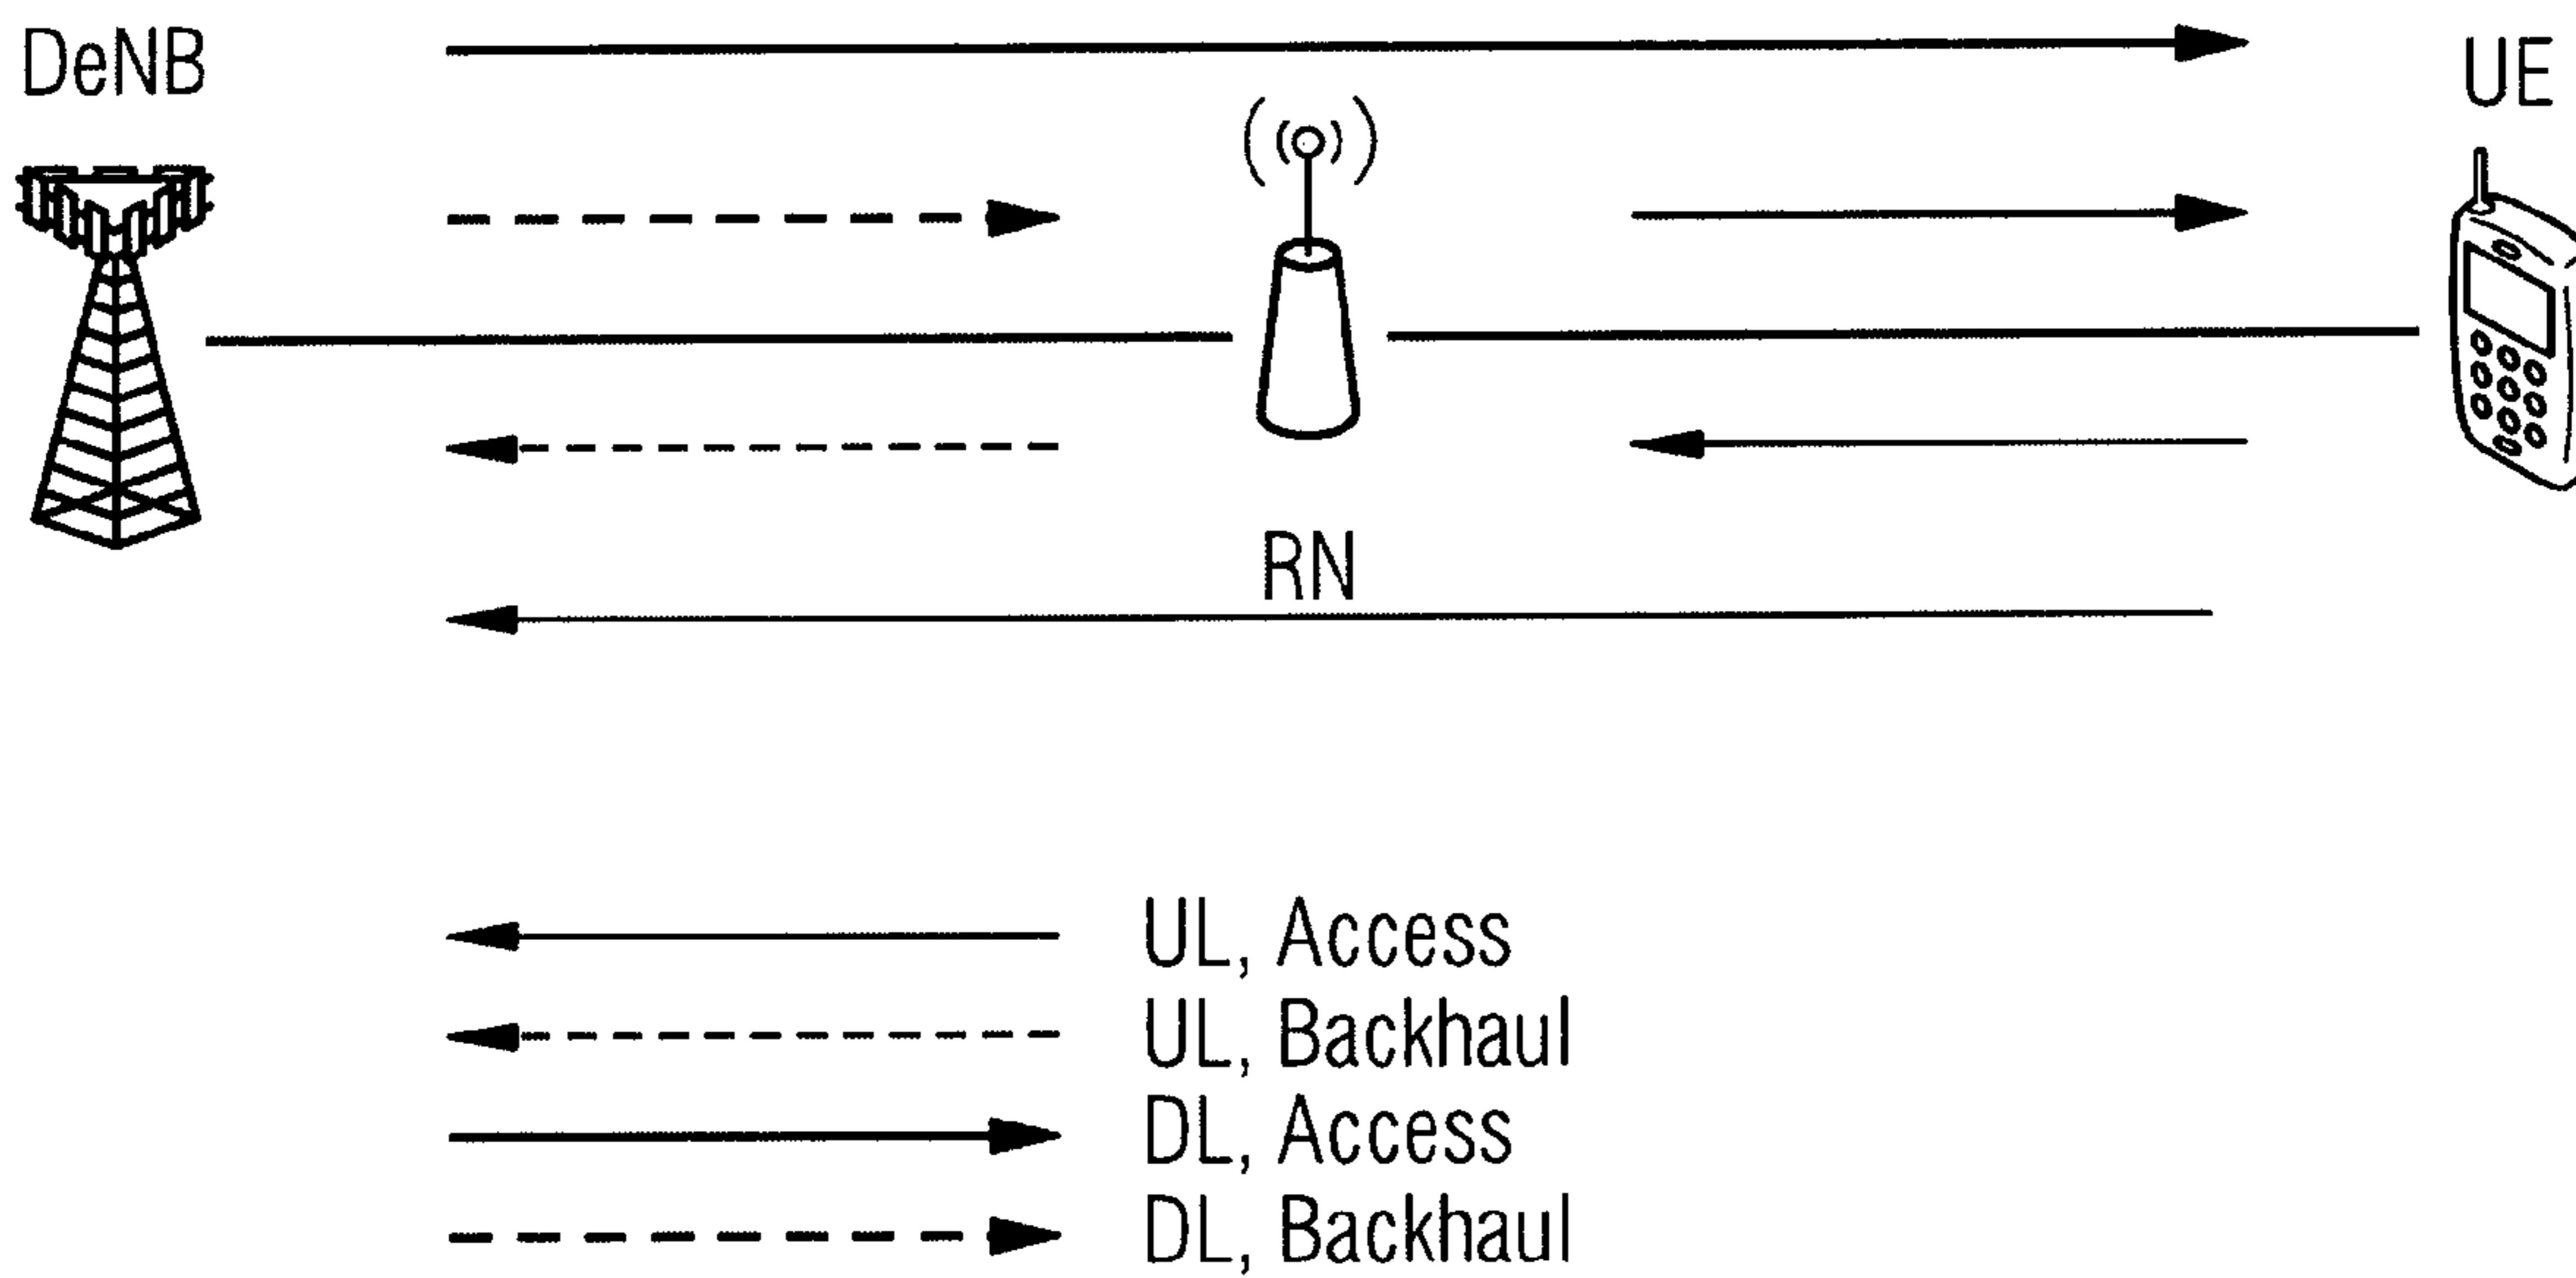 DeNB
UE
RN
UL, Access
UL, Backhaul
DL, Access
DL, Backhaul